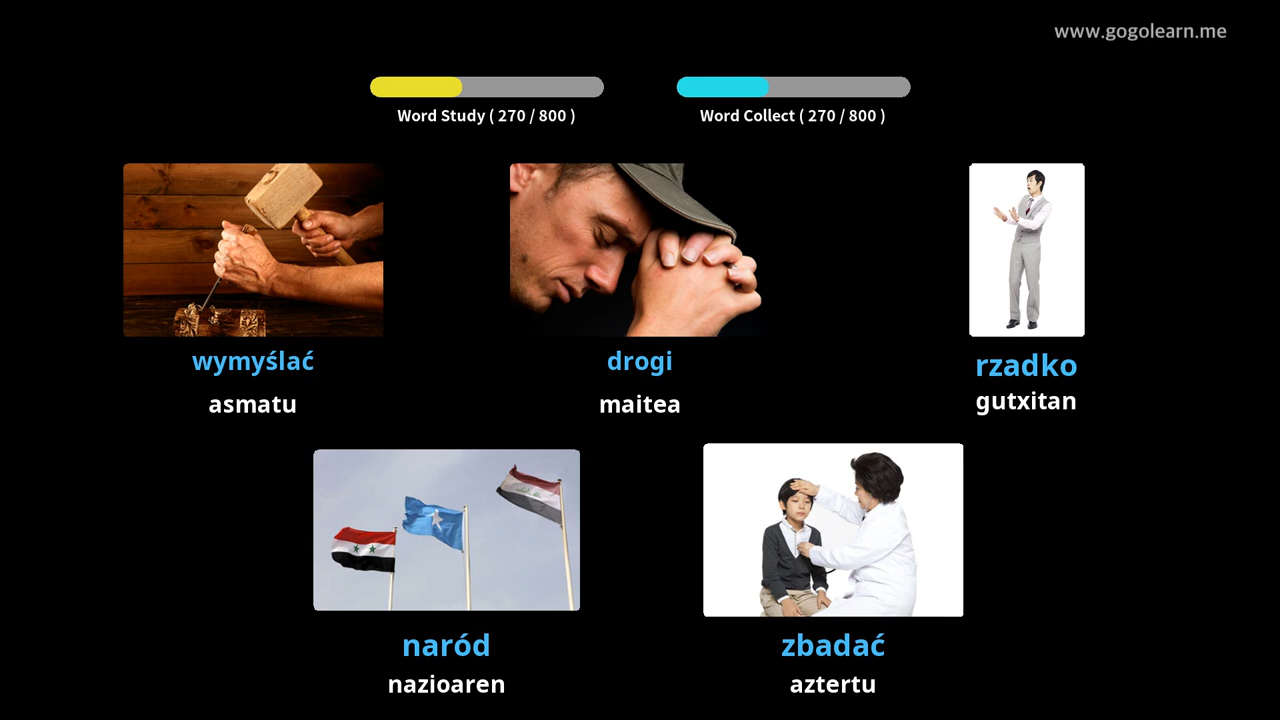 www.gogolearn.me
Word Study ( 270 / 800 )
Word Collect ( 270 / 800 )
wymyślać
asmatu
drogi
maitea
rzadko
gutxitan
naród
nazioaren
zbadać
aztertu